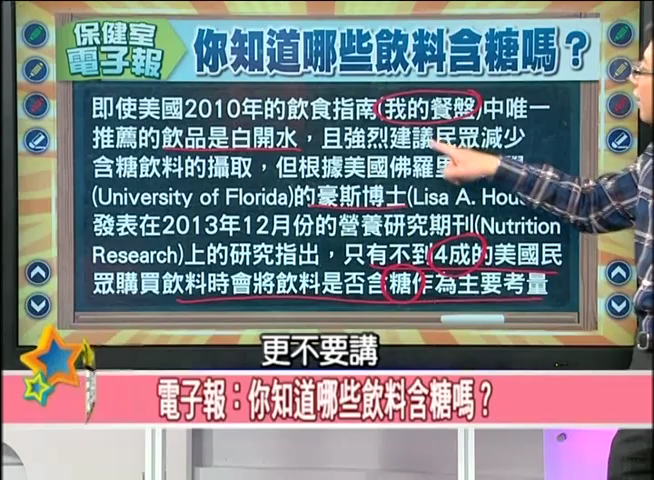 保健室
電子報
你知道哪些飲料含糖嗎?
即使美國2010年的飲食指南(我的餐盤)中唯一
推薦的飲品是白開水,且強烈建議民眾減少
含糖飲料的攝取,但根據美國佛羅里
(University of Florida)的豪斯博士(Lisa A.
發表在2013年12月份的營養研究期刊(Nutrition
Research)上的研究指出,只有不到4成的美國民
眾購買飲料時會將飲料是否含糖作為主要考量
更不要講
電子報:你知道哪些飲料含糖嗎?